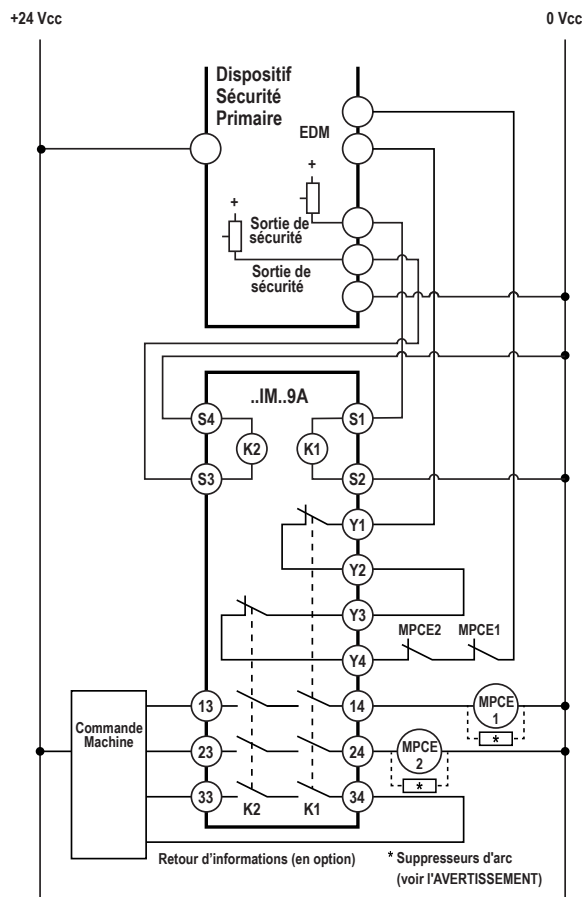 +24 Vcc
0 Vcc
Dispositif
Sécurité
Primaire
EDM
+
+
Sortie de
sécurité
Sortie de
sécurité
..IM..9A
S4
S1
K2
K1
S3
S2
Y1
Y2
Y3
MPCE2
MPCE1
Y4
13
14
MPCE
1
*
Commande
Machine
23
24
MPCE
2
*
33
K2
K1
34
Retour d’informations (en option)
* Suppresseurs d'arc
(voir l'AVERTISSEMENT)